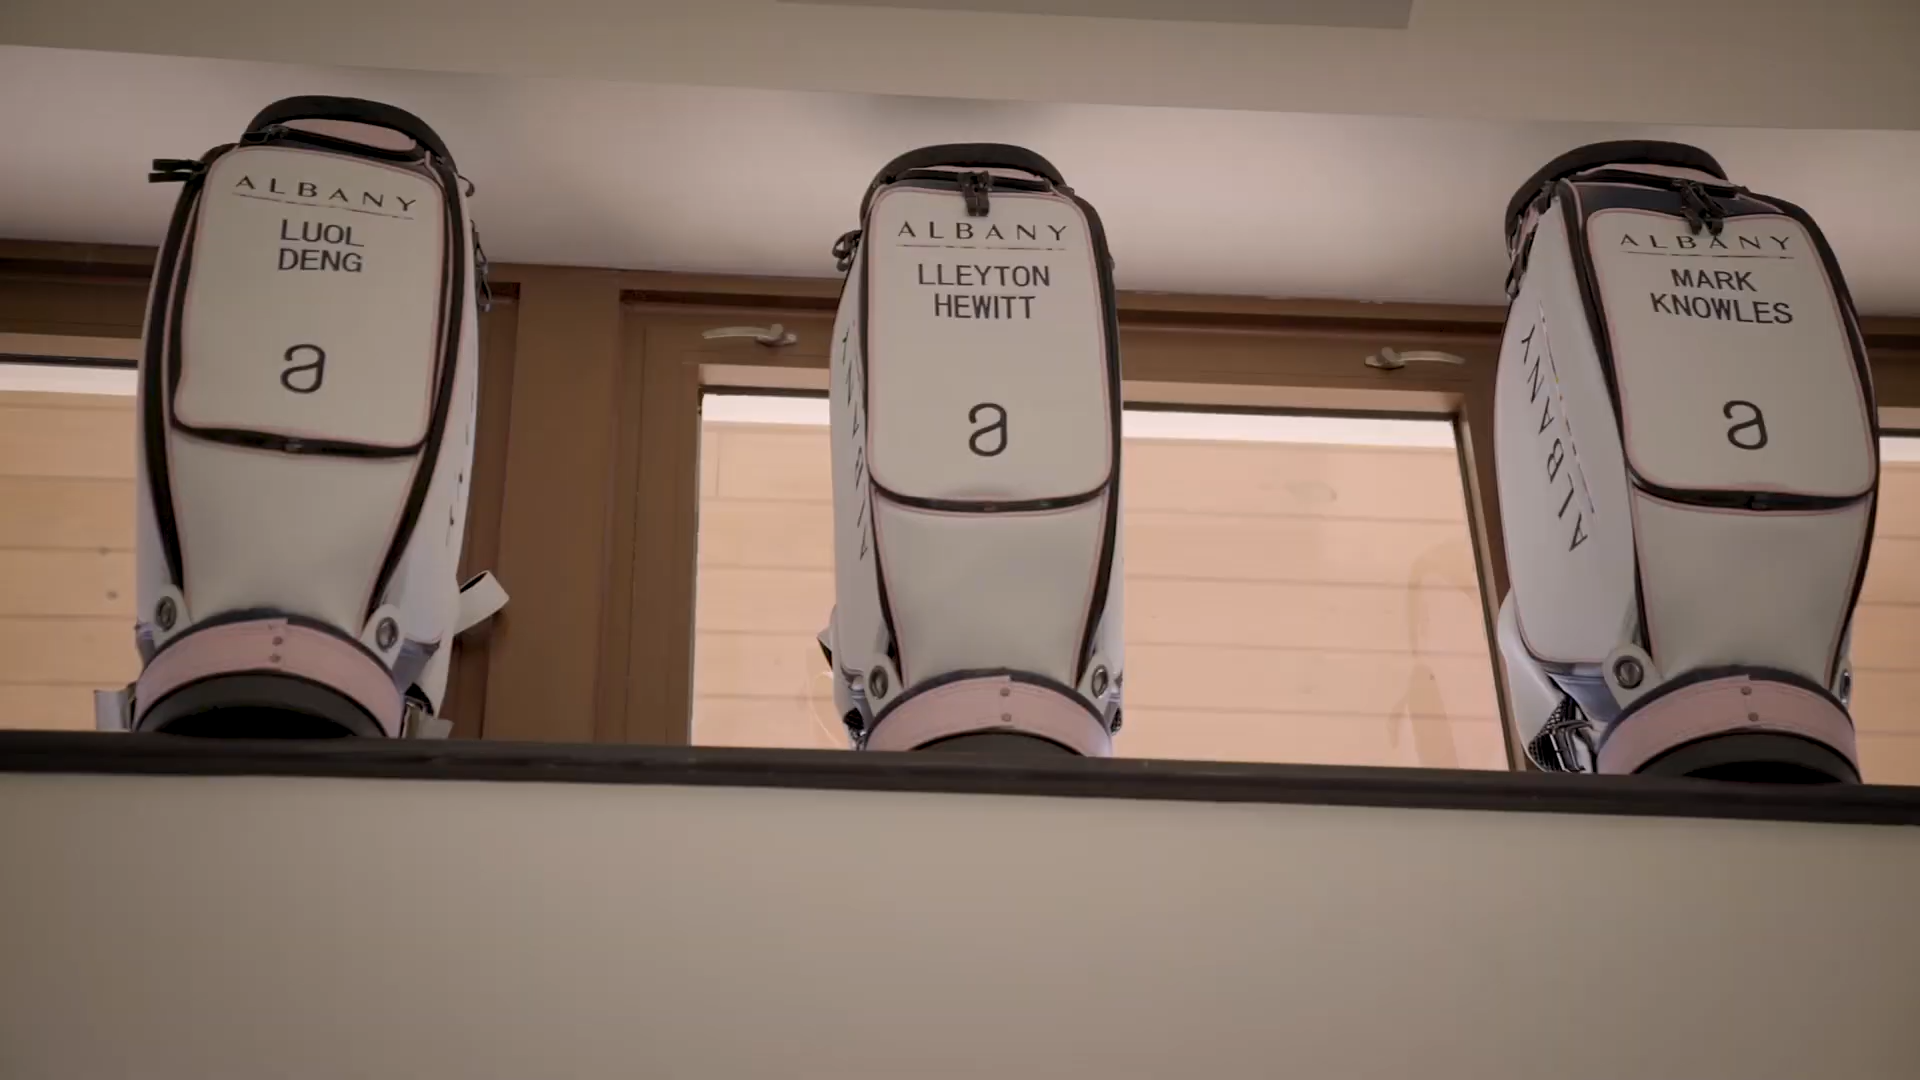 ALBANY
LUOL
DENG
a
ALBANY
ALBANY
LLEYTON
HEWITT
a
ALBANY
ALBANY
MARK
KNOWLES
a